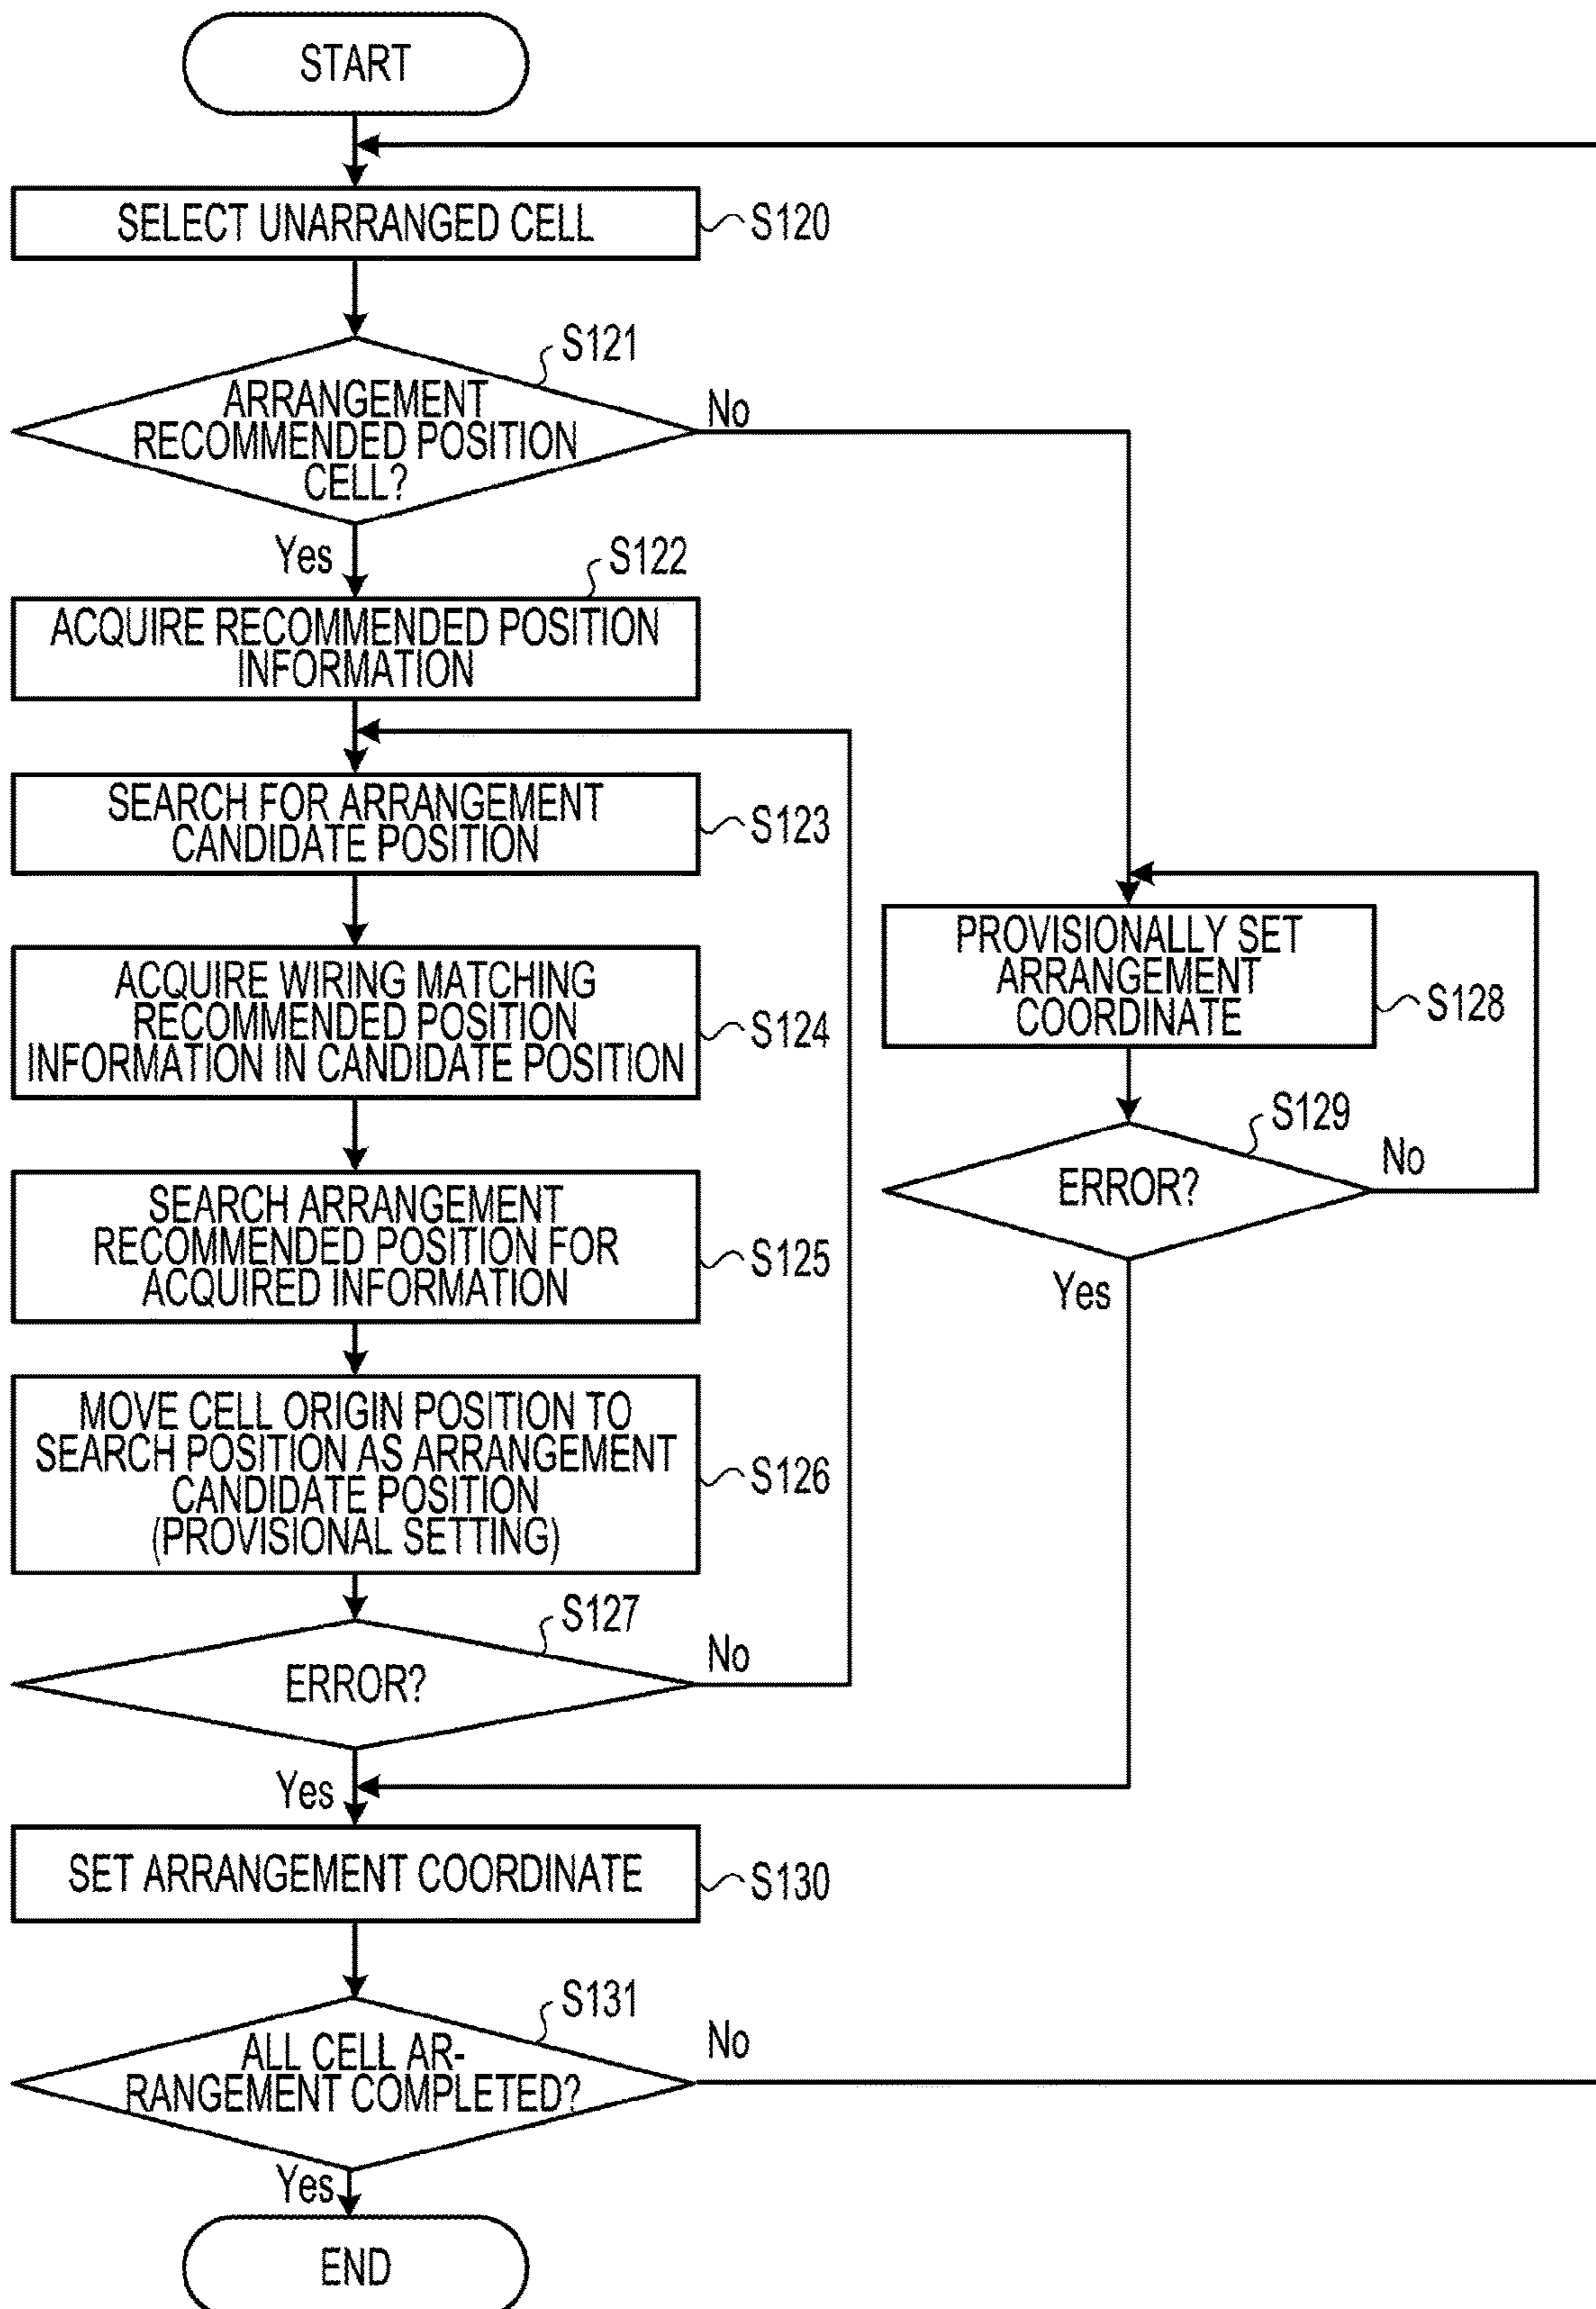 START
SELECT UNARRANGED CELL
S120
S121
ARRANGEMENT
RECOMMENDED POSITION
CELL?
No
Yes
S122
ACQUIRE RECOMMENDED POSITION
INFORMATION
SEARCH FOR ARRANGEMENT
CANDIDATE POSITION
S123
ACQUIRE WIRING MATCHING
RECOMMENDED POSITION
INFORMATION IN CANDIDATE POSITION
S124
SEARCH ARRANGEMENT
RECOMMENDED POSITION FOR
ACQUIRED INFORMATION
S125
MOVE CELL ORIGIN POSITION TO
SEARCH POSITION AS ARRANGEMENT
CANDIDATE POSITION
(PROVISIONAL SETTING)
S126
S127
ERROR?
No
Yes
PROVISIONALLY SET
ARRANGEMENT
COORDINATE
S128
S129
ERROR?
No
Yes
SET ARRANGEMENT COORDINATE
S130
S131
ALL CELL AR-
RANGEMENT COMPLETED?
No
Yes
END